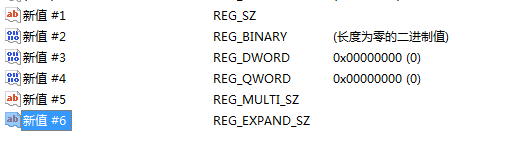 新值 #1 REG_SZ
新值 #2 REG_BINARY (长度为零的二进制值)
新值 #3 REG_DWORD 0x00000000 (0)
新值 #4 REG_QWORD 0x00000000 (0)
新值 #5 REG_MULTI_SZ
新值 #6 REG_EXPAND_SZ